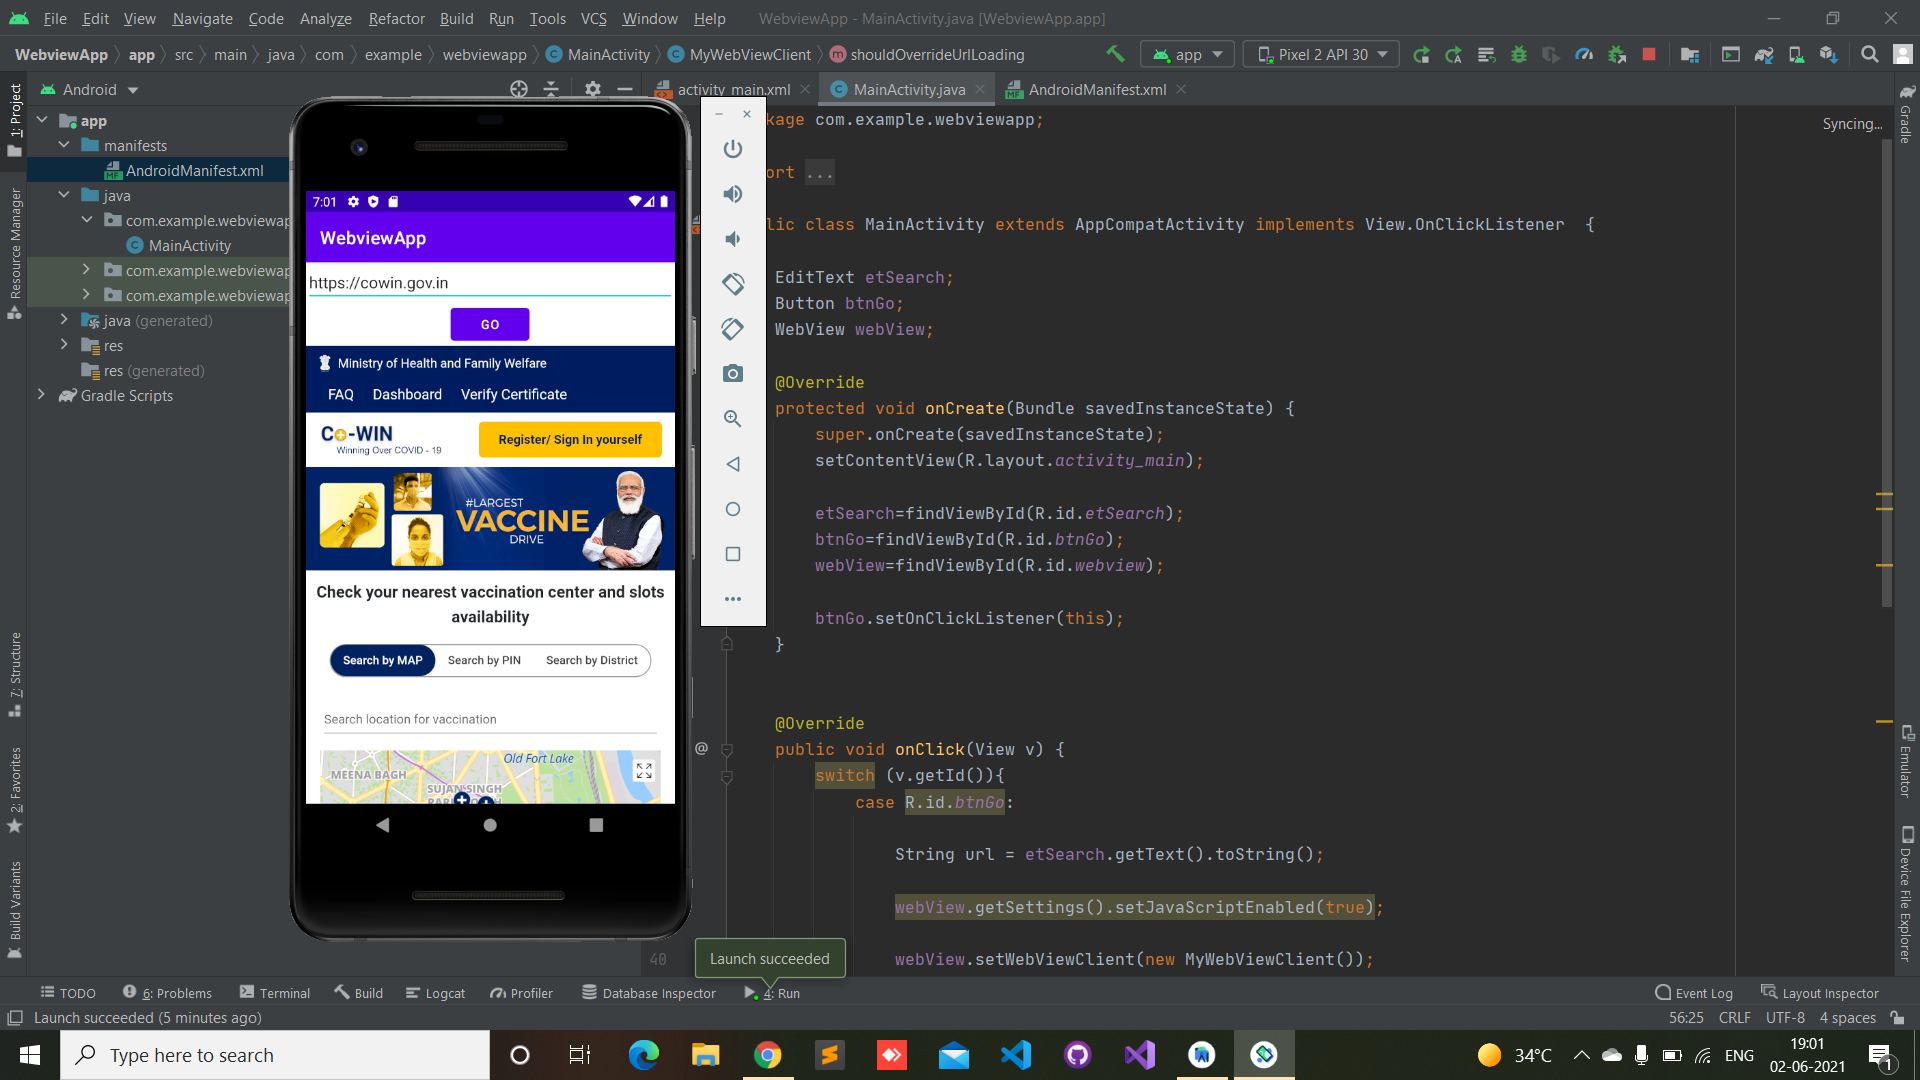 File Edit View Navigate Code Analyze Refactor Build Run Tools VCS Window Help WebviewApp - MainActivity.java [WebviewApp.app]
WebviewApp app src main java com example webviewapp MainActivity MyWebViewClient shouldOverrideUrlLoading app Pixel 2 API 30
Android activity_main.xml MainActivity.java AndroidManifest.xml
1: Project
Resource Manager
7: Structure
2: Favorites
Build Variants
app
manifests
AndroidManifest.xml
java
com.example.webviewap
MainActivity
com.example.webviewap
com.example.webviewap
java (generated)
res
res (generated)
Gradle Scripts
7:01
WebviewApp
https://cowin.gov.in
GO
Ministry of Health and Family Welfare
FAQ Dashboard Verify Certificate
Co-WIN
Winning Over COVID - 19
Register/ Sign In yourself
#LARGEST
VACCINE
DRIVE
Check your nearest vaccination center and slots
availability
Search by MAP Search by PIN Search by District
Search location for vaccination
Old Fort Lake
MEENA BAGH
SUJAN SINGH
kage com.example.webviewapp;
ort ...
lic class MainActivity extends AppCompatActivity implements View.OnClickListener {
EditText etSearch;
Button btnGo;
WebView webView;
@Override
protected void onCreate(Bundle savedInstanceState) {
super.onCreate(savedInstanceState);
setContentView(R.layout.activity_main);
etSearch=findViewById(R.id.etSearch);
btnGo=findViewById(R.id.btnGo);
webView=findViewById(R.id.webview);
btnGo.setOnClickListener(this);
}
@Override
@ public void onClick(View v) {
switch (v.getId()){
case R.id.btnGo:
String url = etSearch.getText().toString();
webView.getSettings().setJavaScriptEnabled(true);
40 webView.setWebViewClient(new MyWebViewClient());
Syncing...
Gradle
Emulator
Device File Explorer
Launch succeeded
TODO 6: Problems Terminal Build Logcat Profiler Database Inspector 4: Run Event Log Layout Inspector
Launch succeeded (5 minutes ago) 56:25 CRLF UTF-8 4 spaces
Type here to search 34°C ENG 19:01
02-06-2021
1